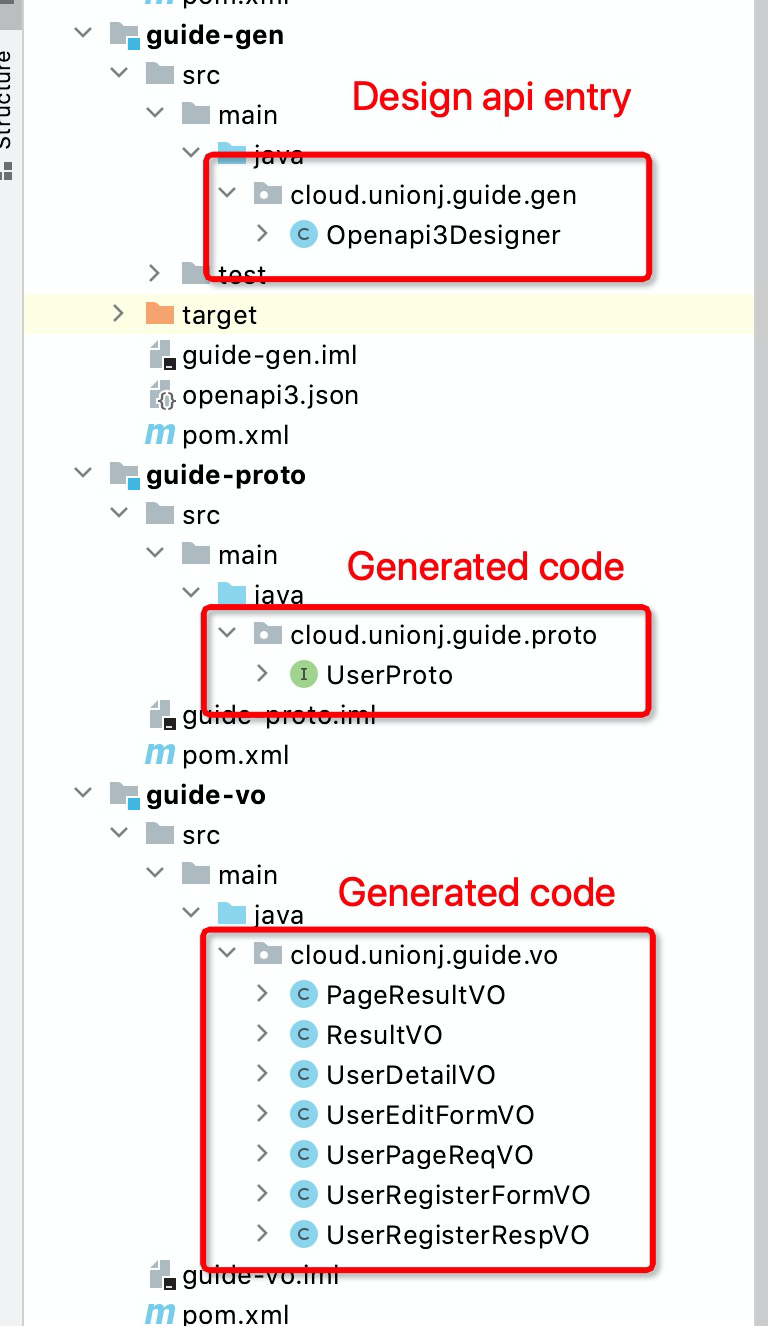 pom.xml
Structure
guide-gen
src
Design api entry
main
java
cloud.unionj.guide.gen
C Openapi3Designer
test
target
guide-gen.iml
openapi3.json
m pom.xml
guide-proto
src
main
Generated code
java
cloud.unionj.guide.proto
I UserProto
guide-proto.iml
m pom.xml
guide-vo
src
main
Generated code
java
cloud.unionj.guide.vo
C PageResultVO
C ResultVO
C UserDetailVO
C UserEditFormVO
C UserPageReqVO
C UserRegisterFormVO
C UserRegisterRespVO
guide-vo.iml
m pom.xml